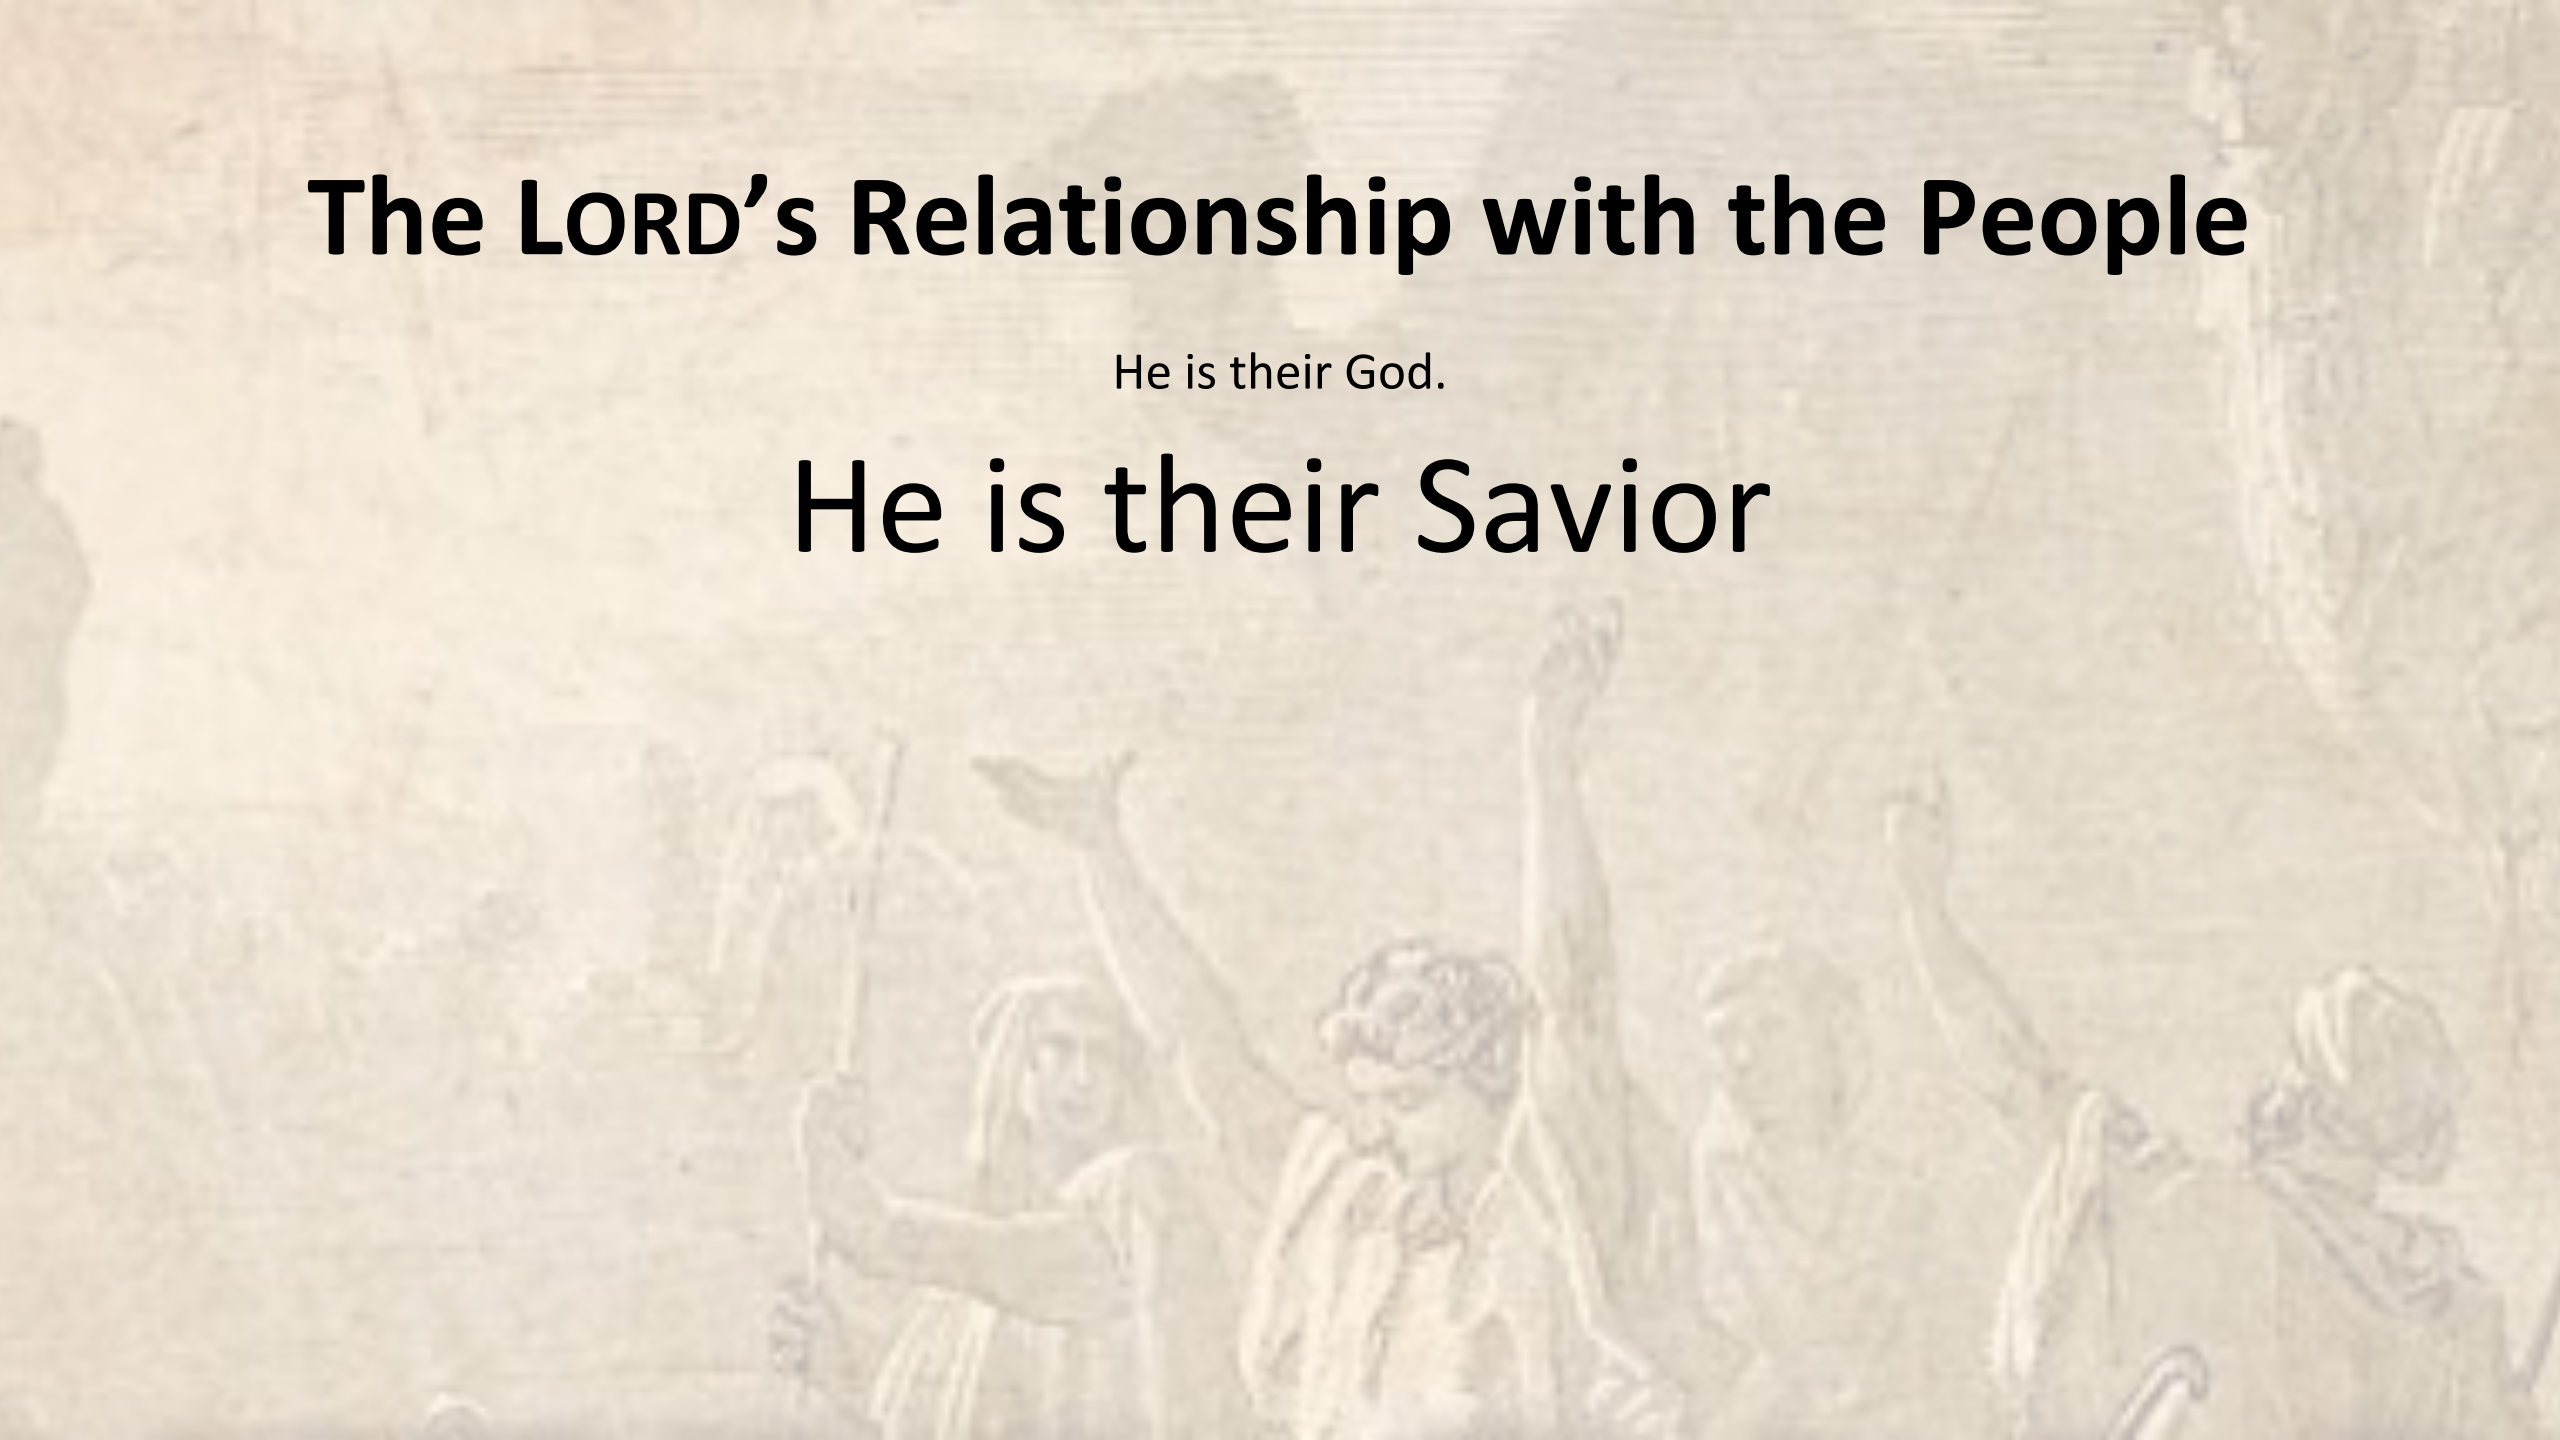 The LORD’s Relationship with the People
He is their God.
He is their Savior